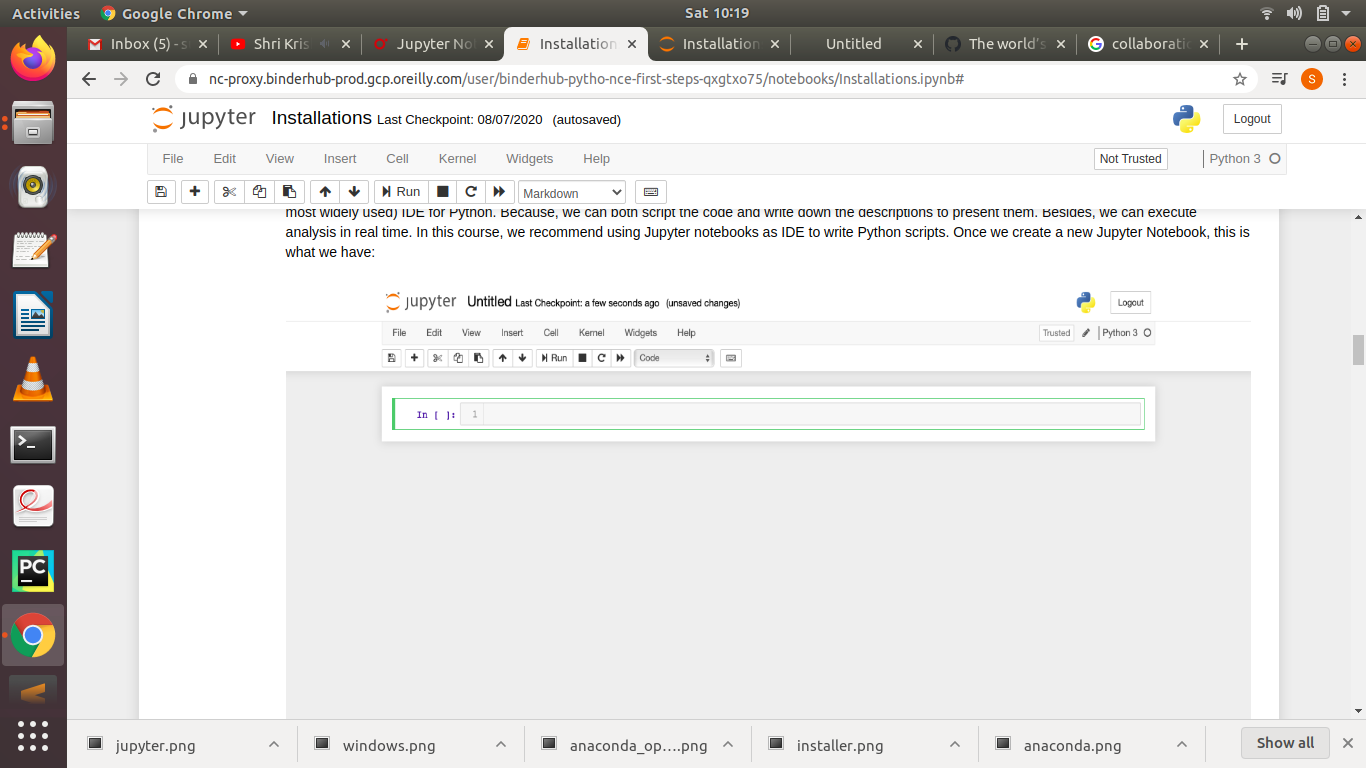 Activities Google Chrome Sat 10:19
Inbox (5) - s Shri Kris Jupyter No Installation Installation Untitled The world's collaboratio
nc-proxy.binderhub-prod.gcp.oreilly.com/user/binderhub-pytho-nce-first-steps-qxgtxo75/notebooks/Installations.ipynb# S
jupyter Installations Last Checkpoint: 08/07/2020 (autosaved) Logout
File Edit View Insert Cell Kernel Widgets Help Not Trusted Python 3
Run Markdown
most widely used) IDE for Python. Because, we can both script the code and write down the descriptions to present them. Besides, we can execute
analysis in real time. In this course, we recommend using Jupyter notebooks as IDE to write Python scripts. Once we create a new Jupyter Notebook, this is
what we have:
jupyter Untitled Last Checkpoint: a few seconds ago (unsaved changes) Logout
File Edit View Insert Cell Kernel Widgets Help Trusted Python 3
Run Code
In [ ]: 1
PC
jupyter.png windows.png anaconda_op....png installer.png anaconda.png Show all